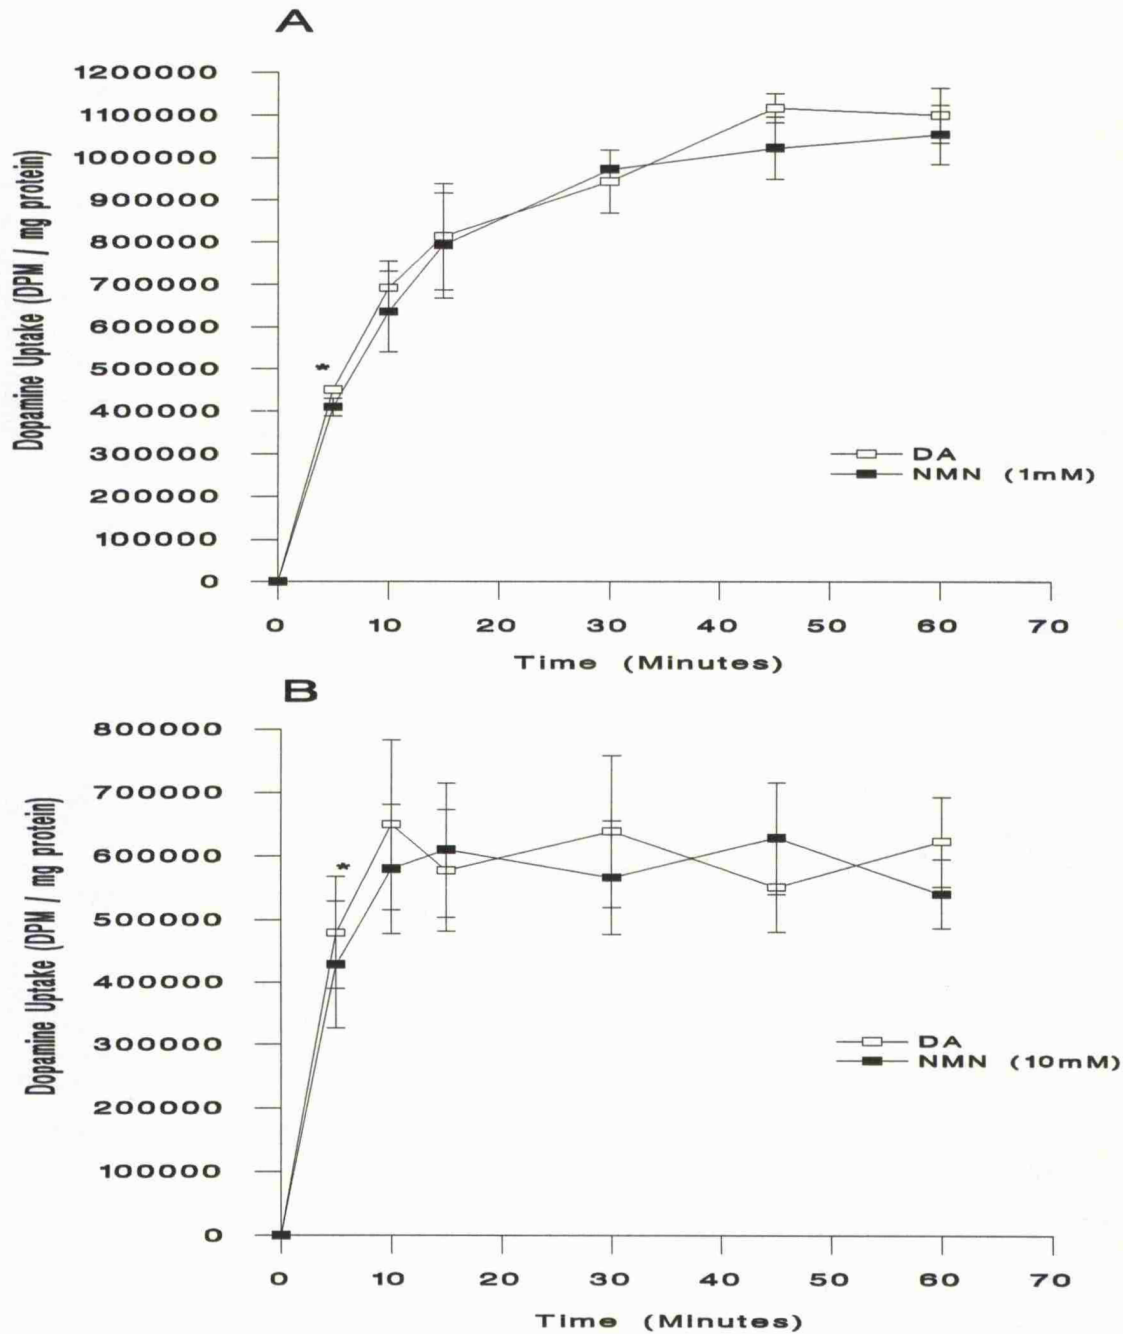 A
1200000
1100000
1000000
900000
800000
700000
600000
500000
400000
300000
200000
100000
0
Dopamine Uptake (DPM / mg protein)
*
DA
NMN (1mM)
0 10 20 30 40 50 60 70
Time (Minutes)
B
800000
700000
600000
500000
400000
300000
200000
100000
0
Dopamine Uptake (DPM / mg protein)
*
DA
NMN (10mM)
0 10 20 30 40 50 60 70
Time (Minutes)